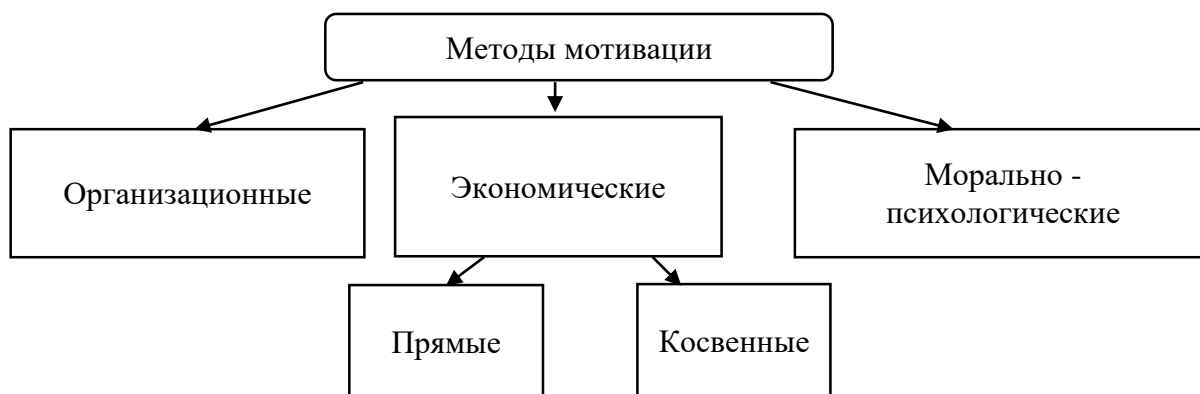 Методы мотивации
Организационные
Экономические
Морально -
психологические
Прямые
Косвенные